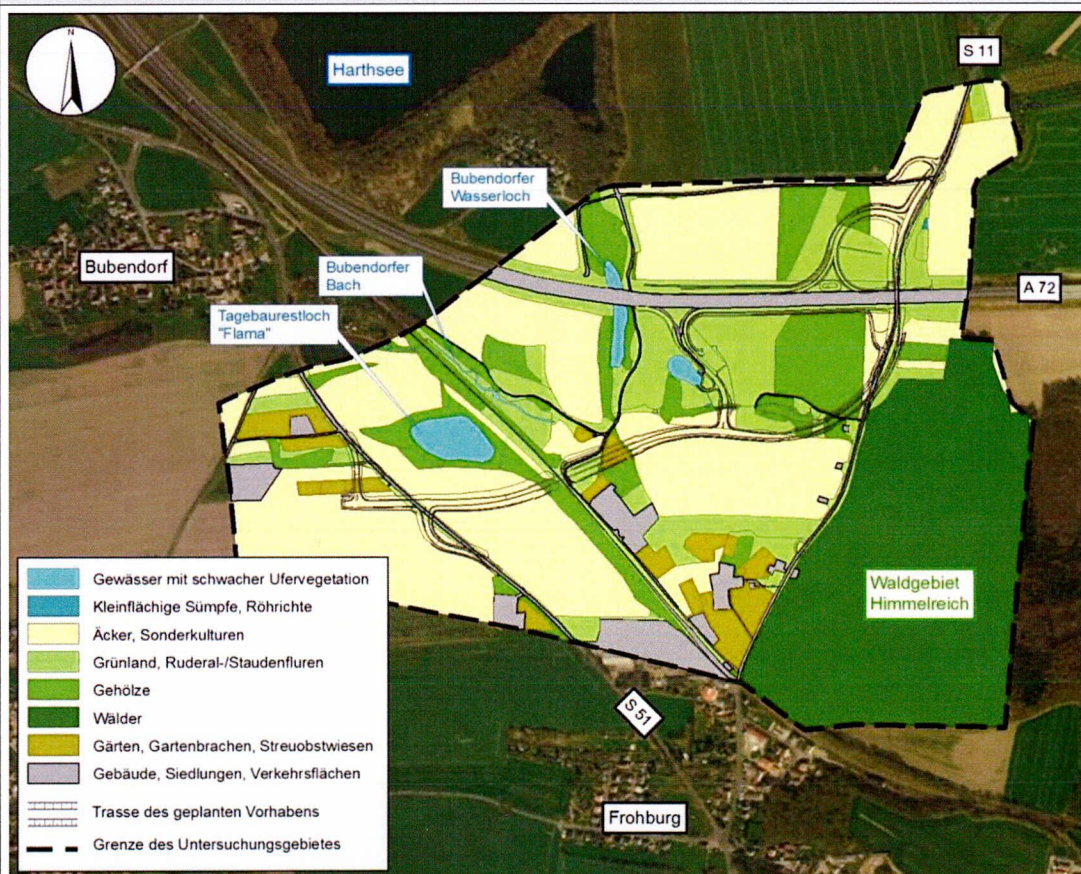 N
Harthsee
S 11
Bubendorfer
Wasserloch
Bubendorf
Bubendorfer
Bach
A 72
Tagebaurestloch
"Flama"
Waldgebiet
Himmelreich
Gewässer mit schwacher Ufervegetation
Kleinflächige Sümpfe, Röhrichte
Äcker, Sonderkulturen
Grünland, Ruderal-/Staudenfluren
Gehölze
Wälder
Gärten, Gartenbrachen, Streuobstwiesen
Gebäude, Siedlungen, Verkehrsflächen
Trasse des geplanten Vorhabens
Grenze des Untersuchungsgebietes
S 51
Frohburg